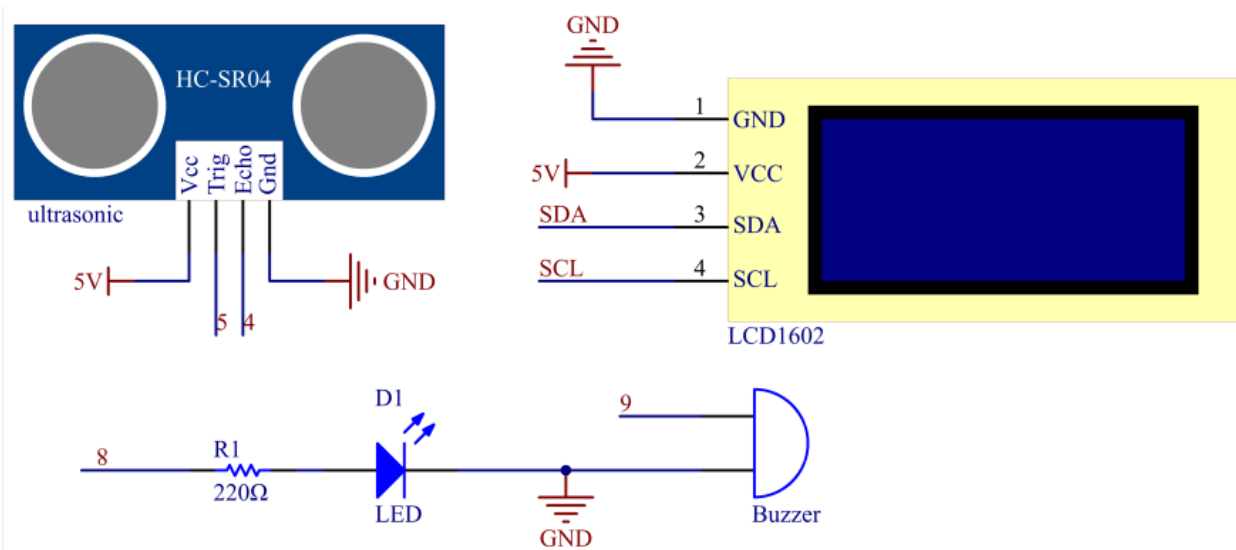 HC-SR04
Vcc
Trig
Echo
Gnd
ultrasonic
5V
GND
5
4
GND
1
GND
5V
2
VCC
SDA
3
SDA
SCL
4
SCL
LCD1602
8
R1
220Ω
D1
LED
GND
9
Buzzer